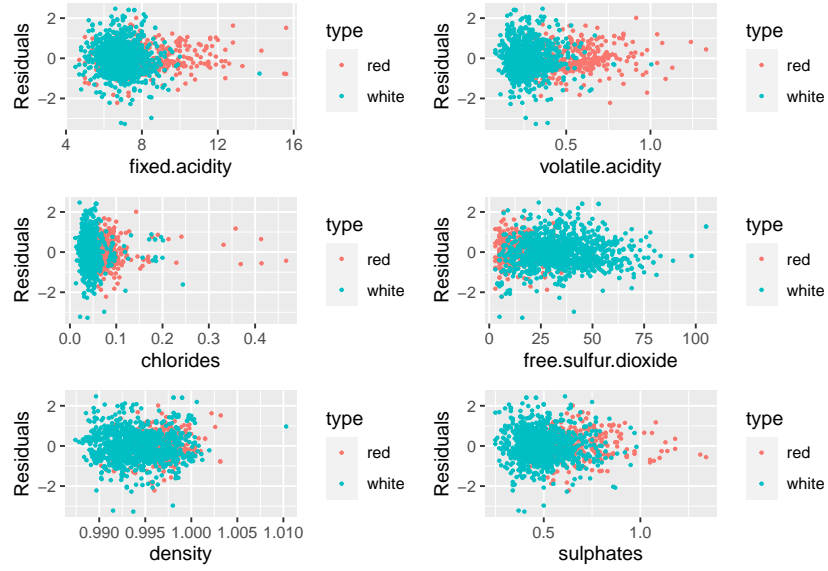 Residuals
2
0
−2
4
8
12
16
fixed.acidity
type
red
white
Residuals
2
0
−2
0.5
1.0
volatile.acidity
type
red
white
Residuals
2
0
−2
0.0
0.1
0.2
0.3
0.4
chlorides
type
red
white
Residuals
2
0
−2
0
25
50
75
100
free.sulfur.dioxide
type
red
white
Residuals
2
0
−2
0.990
0.995
1.000
1.005
1.010
density
type
red
white
Residuals
2
0
−2
0.5
1.0
sulphates
type
red
white